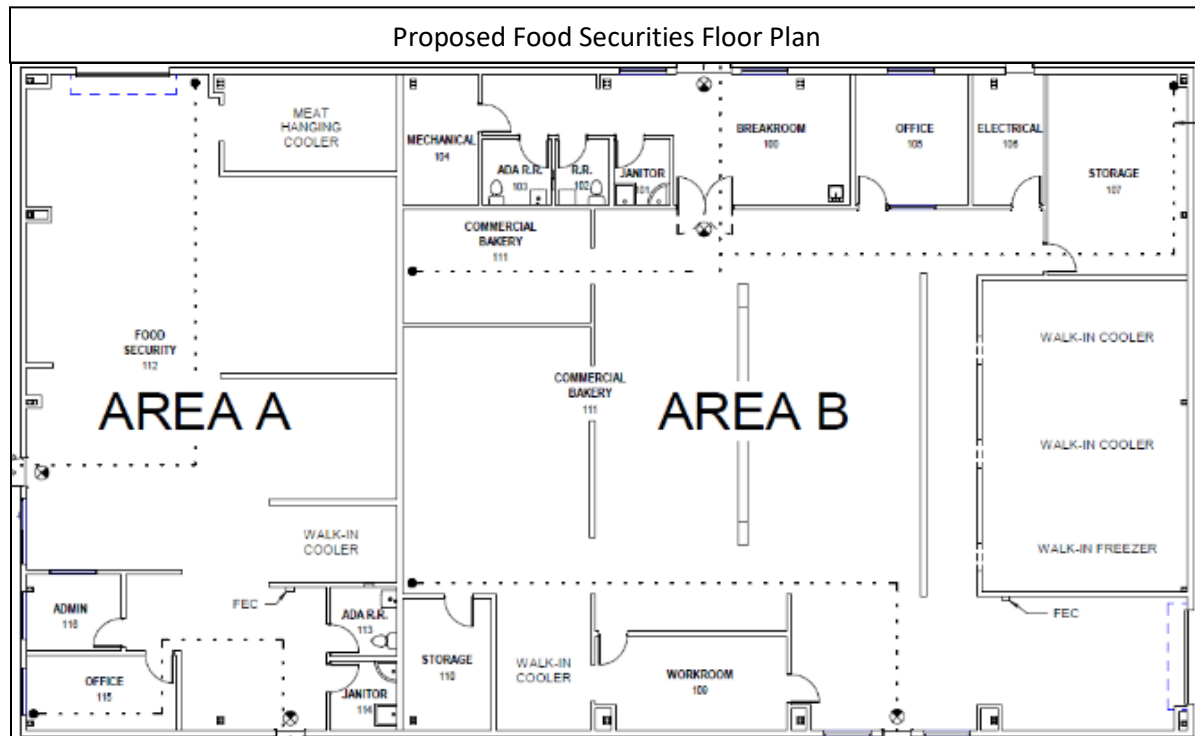 Proposed Food Securities Floor Plan
MEAT
HANGING
COOLER
MECHANICAL
104
ADA R.R.
103
R.R.
102
JANITOR
101
BREAKROOM
100
OFFICE
105
ELECTRICAL
106
STORAGE
107
COMMERCIAL
BAKERY
111
FOOD
SECURITY
112
AREA A
COMMERCIAL
BAKERY
111
AREA B
WALK-IN COOLER
WALK-IN COOLER
WALK-IN FREEZER
WALK-IN
COOLER
FEC
ADMIN
116
ADA R.R.
113
OFFICE
115
JANITOR
114
STORAGE
110
WALK-IN
COOLER
WORKROOM
109
FEC